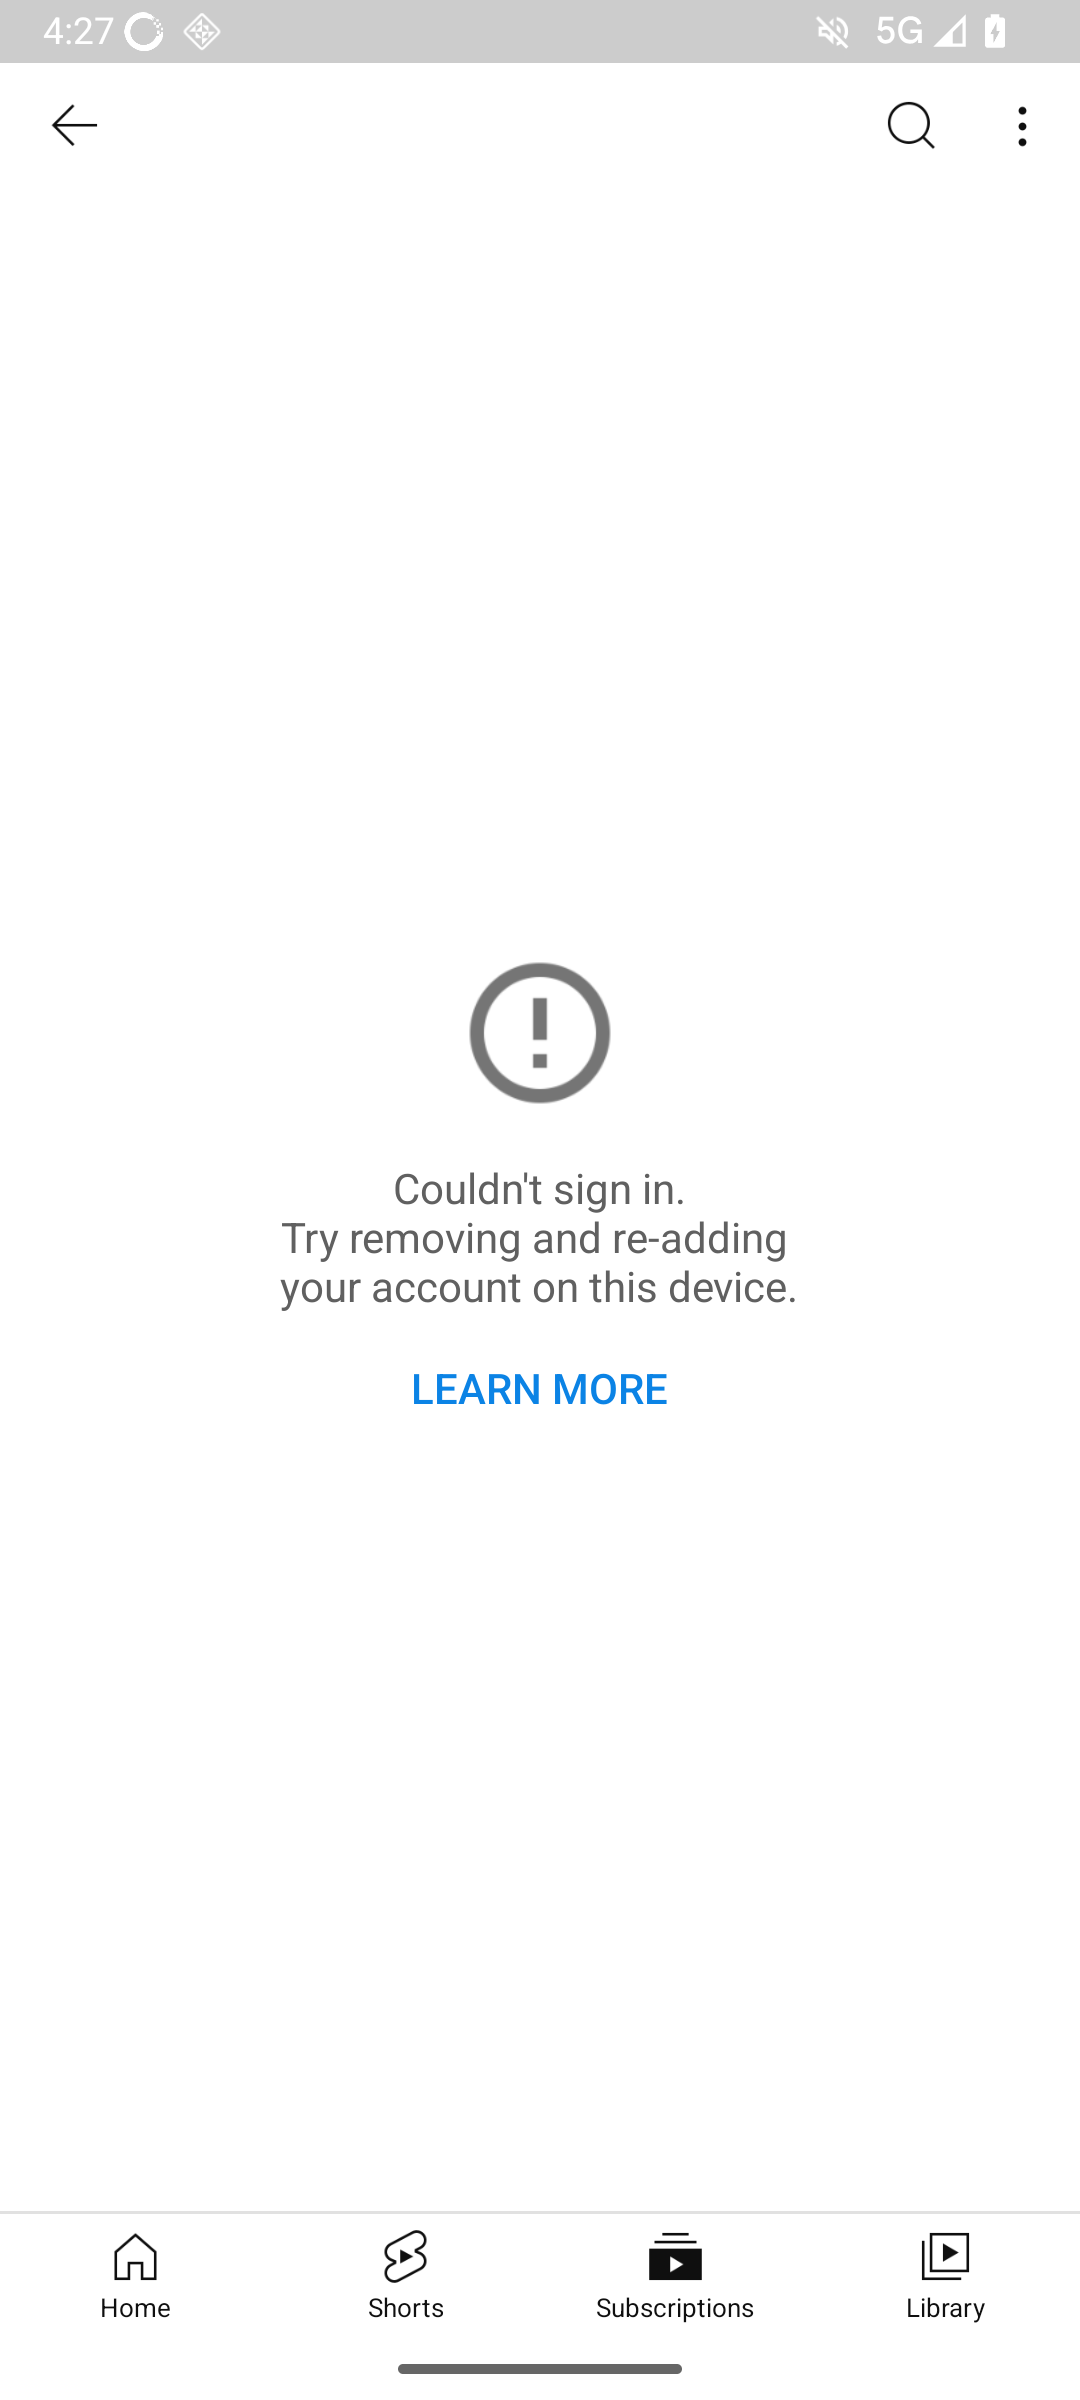 4:27
5G
Couldn't sign in.
Try removing and re-adding
your account on this device.
LEARN MORE
Home
Shorts
Subscriptions
Library